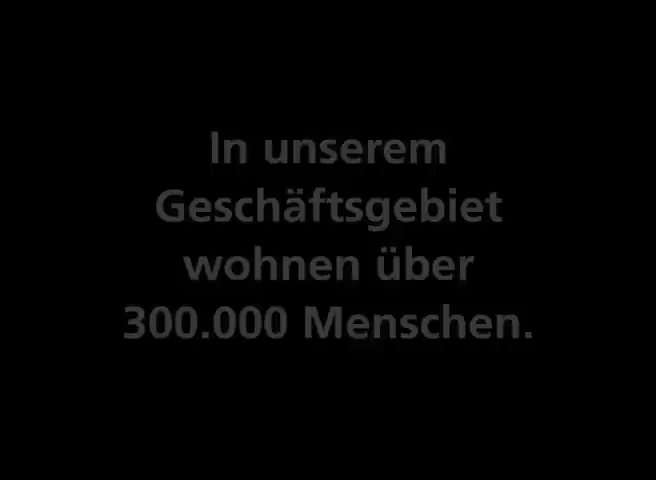 In unserem
Geschäftsgebiet
wohnen über
300.000 Menschen.